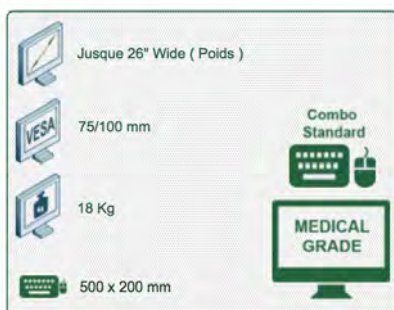 Jusque 26" Wide ( Poids )
VESA
75/100 mm
18 Kg
500 x 200 mm
Combo
Standard
MEDICAL
GRADE